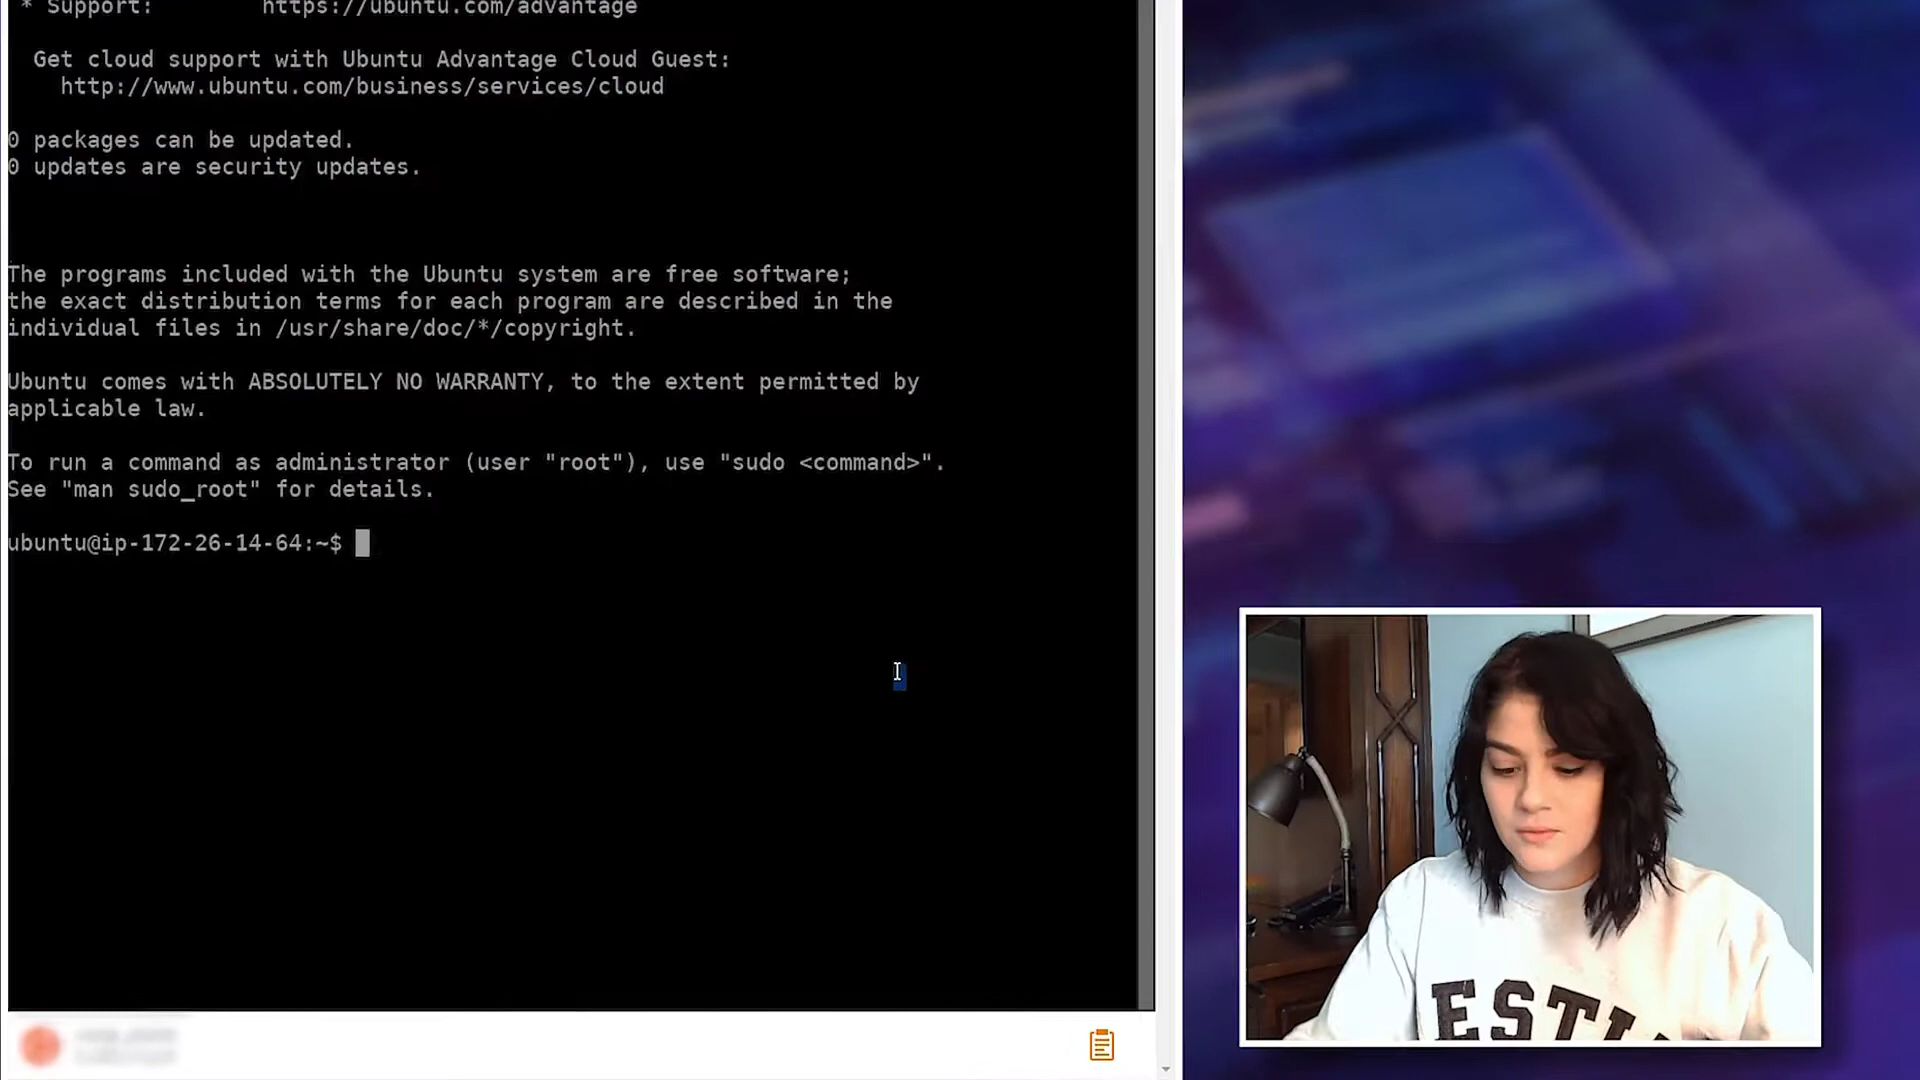 * Support: https://ubuntu.com/advantage
Get cloud support with Ubuntu Advantage Cloud Guest:
http://www.ubuntu.com/business/services/cloud
0 packages can be updated.
0 updates are security updates.
The programs included with the Ubuntu system are free software;
the exact distribution terms for each program are described in the
individual files in /usr/share/doc/*/copyright.
Ubuntu comes with ABSOLUTELY NO WARRANTY, to the extent permitted by
applicable law.
To run a command as administrator (user "root"), use "sudo <command>".
See "man sudo_root" for details.
ubuntu@ip-172-26-14-64:~$